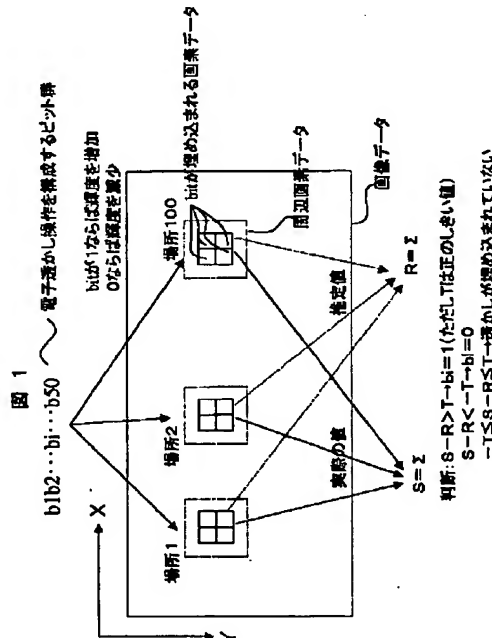 図 1
b1b2…bi…b50
電子透かし操作を構成するビット群
bitが1ならば輝度を増加
0ならば輝度を減少
X
Y
場所1
場所2
場所100
bitが埋め込まれる画素データ
周辺画素データ
画像データ
実際の値
推定値
S=Σ
R=Σ
判断:S-R>T→bi=1(ただしTは正のしきい値)
S-R<-T→bi=0
-T≦S-R≦T→透かしが埋め込まれていない